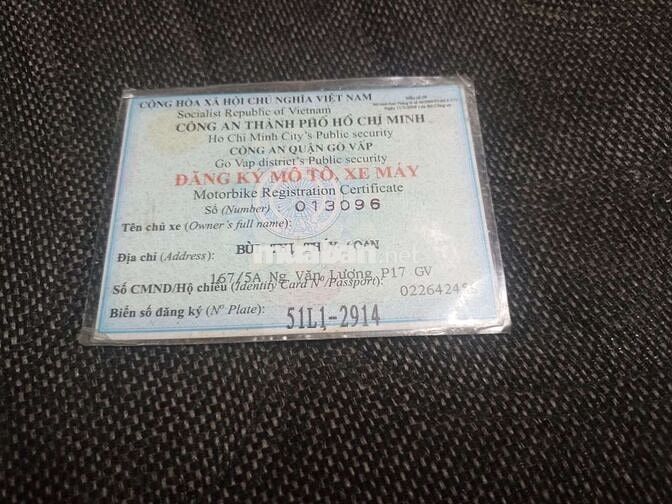 CỘNG HÒA XÃ HỘI CHỦ NGHĨA VIỆT NAM
Socialist Republic of Vietnam
CÔNG AN THÀNH PHỐ HỒ CHÍ MINH
Ho Chi Minh City's Public security
CÔNG AN QUẬN GÒ VẤP
Go Vap district's Public security
ĐĂNG KÝ MÔ TÔ, XE MÁY
Motorbike Registration Certificate
Số (Number) : 013096
Tên chủ xe (Owner's full name):
BÙI
Địa chỉ (Address):
167/5A Ng Văn Lượng P17 GV
Số CMND/Hộ chiếu (Identity Card Nº/Passport):
Biển số đăng ký (Nº Plate): 51L1-2914
muaban.net